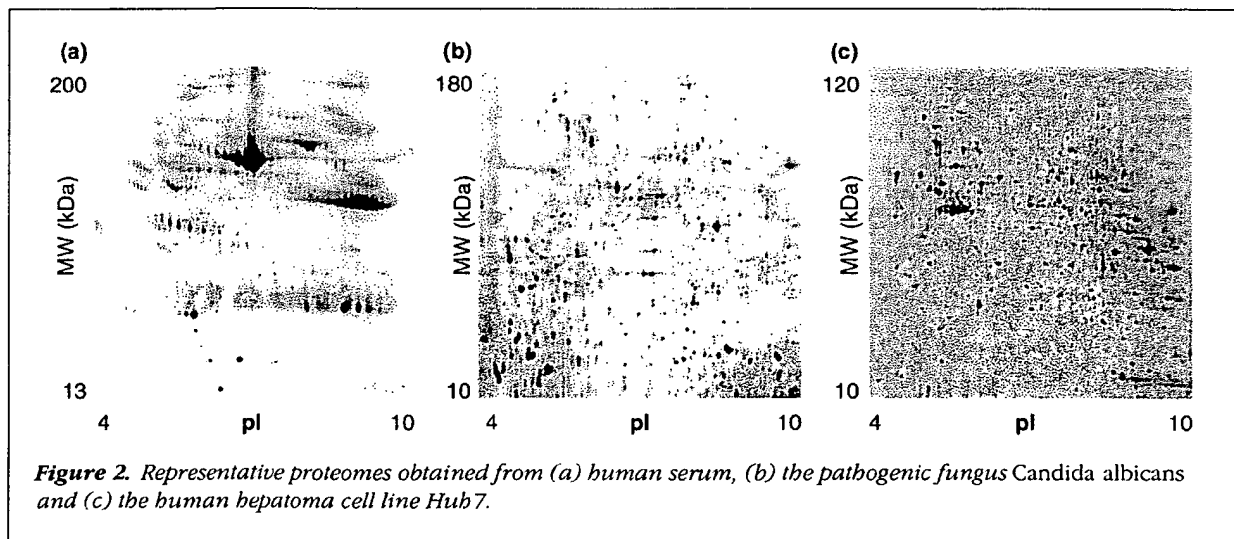 (a)
200
MW (kDa)
13
4
pI
10
(b)
180
MW (kDa)
10
4
pI
10
(c)
120
MW (kDa)
10
4
pI
10
Figure 2. Representative proteomes obtained from (a) human serum, (b) the pathogenic fungus Candida albicans
and (c) the human hepatoma cell line Huh7.